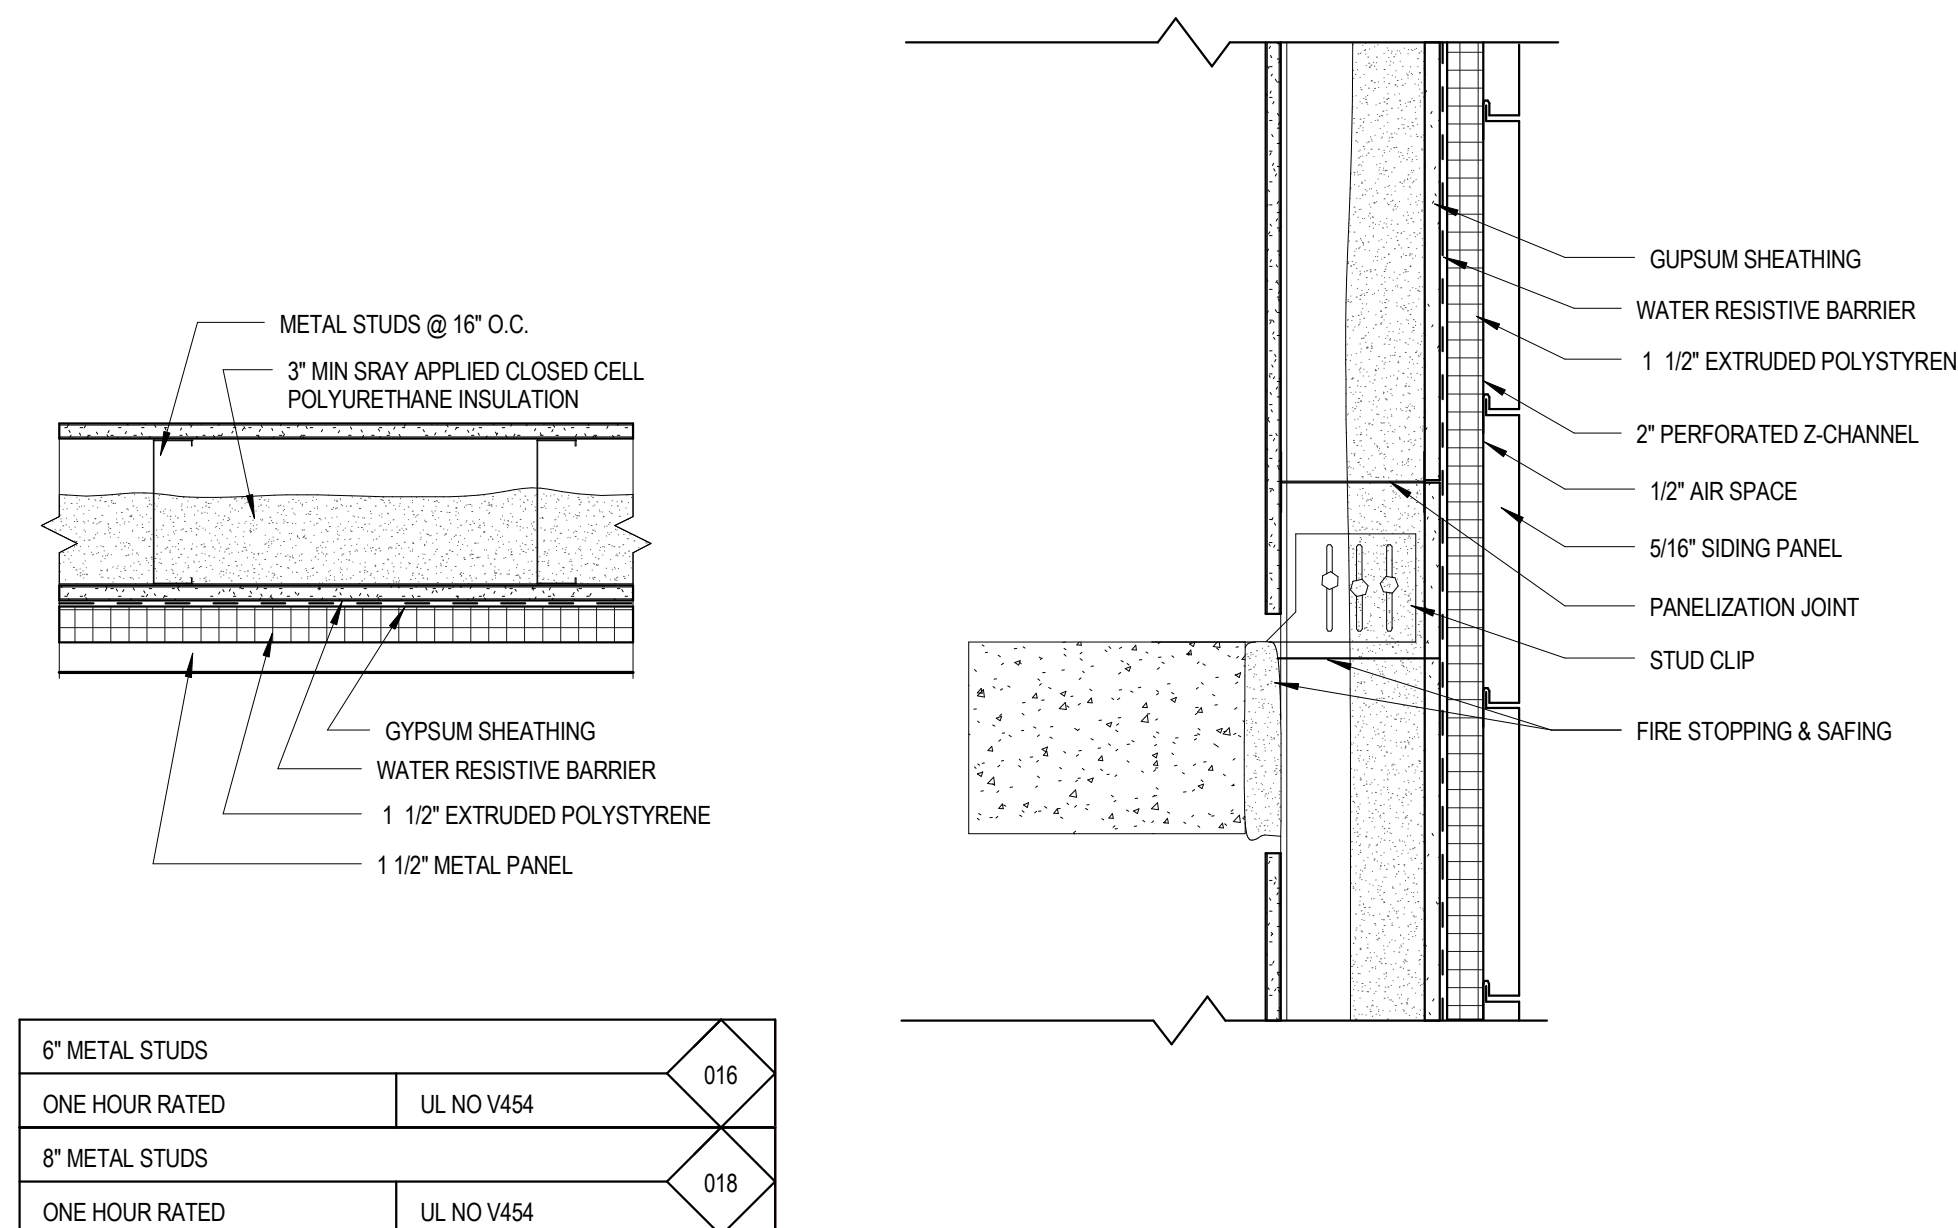 METAL STUDS @ 16" O.C.
3" MIN SRAY APPLIED CLOSED CELL
POLYURETHANE INSULATION
GYPSUM SHEATHING
WATER RESISTIVE BARRIER
1 1/2" EXTRUDED POLYSTYRENE
1 1/2" METAL PANEL
GUPSUM SHEATHING
WATER RESISTIVE BARRIER
1 1/2" EXTRUDED POLYSTYREN
2" PERFORATED Z-CHANNEL
1/2" AIR SPACE
5/16" SIDING PANEL
PANELIZATION JOINT
STUD CLIP
FIRE STOPPING & SAFING
6" METAL STUDS
016
ONE HOUR RATED UL NO V454
8" METAL STUDS
018
ONE HOUR RATED UL NO V454